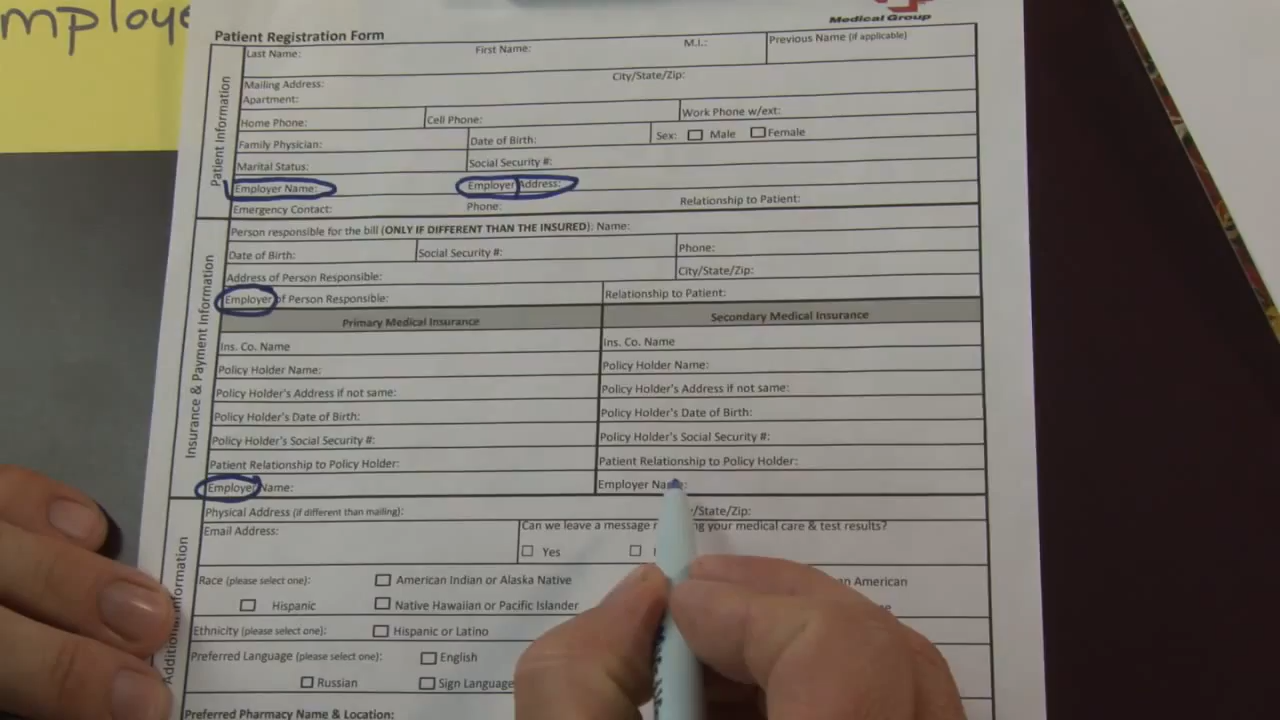 mploye
Medical Group
Patient Registration Form
Patient Information
Last Name: First Name: M.I.: Previous Name (if applicable)
Mailing Address: City/State/Zip:
Apartment:
Home Phone: Cell Phone: Work Phone w/ext:
Family Physician: Date of Birth: Sex: Male Female
Marital Status: Social Security #:
Employer Name: Employer Address:
Emergency Contact: Phone: Relationship to Patient:
Insurance & Payment Information
Person responsible for the bill (ONLY IF DIFFERENT THAN THE INSURED): Name:
Date of Birth: Social Security #: Phone:
Address of Person Responsible: City/State/Zip:
Employer of Person Responsible: Relationship to Patient:
Primary Medical Insurance Secondary Medical Insurance
Ins. Co. Name Ins. Co. Name
Policy Holder Name: Policy Holder Name:
Policy Holder's Address if not same: Policy Holder's Address if not same:
Policy Holder's Date of Birth: Policy Holder's Date of Birth:
Policy Holder's Social Security #: Policy Holder's Social Security #:
Patient Relationship to Policy Holder: Patient Relationship to Policy Holder:
Employer Name: Employer Name:
Additional Information
Physical Address (if different than mailing): /State/Zip:
Email Address: Can we leave a message your medical care & test results?
Yes
Race (please select one): American Indian or Alaska Native American
Hispanic Native Hawaiian or Pacific Islander
Ethnicity (please select one): Hispanic or Latino
Preferred Language (please select one): English
Russian Sign Language
Preferred Pharmacy Name & Location: